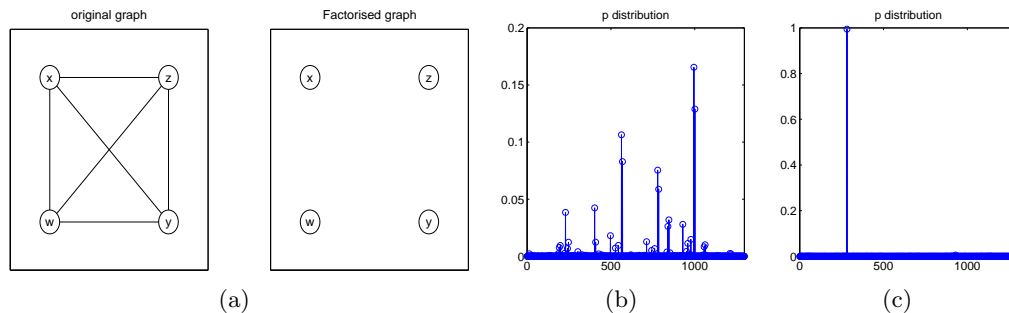 original graph
x
z
w
y
Factorised graph
x
z
w
y
(a)
p distribution
0.2
0.15
0.1
0.05
0
0
500
1000
(b)
p distribution
1
0.8
0.6
0.4
0.2
0
0
500
1000
(c)